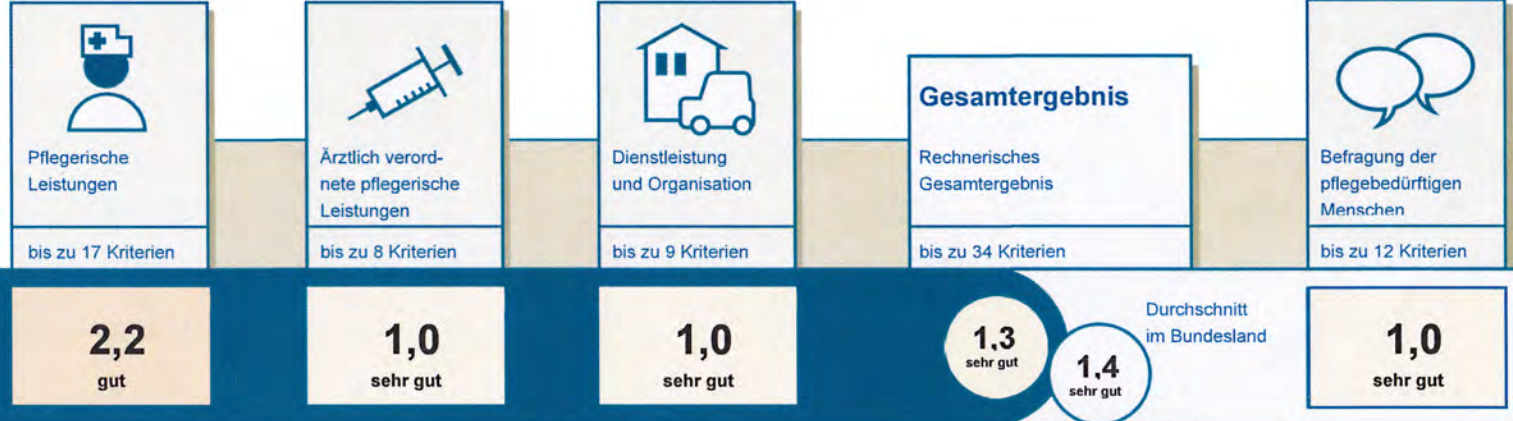 Pflegerische
Leistungen
bis zu 17 Kriterien
2,2
gut
Ärztlich verord-
nete pflegerische
Leistungen
bis zu 8 Kriterien
1,0
sehr gut
Dienstleistung
und Organisation
bis zu 9 Kriterien
1,0
sehr gut
Gesamtergebnis
Rechnerisches
Gesamtergebnis
bis zu 34 Kriterien
1,3
sehr gut
1,4
sehr gut
Durchschnitt
im Bundesland
Befragung der
pflegebedürftigen
Menschen
bis zu 12 Kriterien
1,0
sehr gut